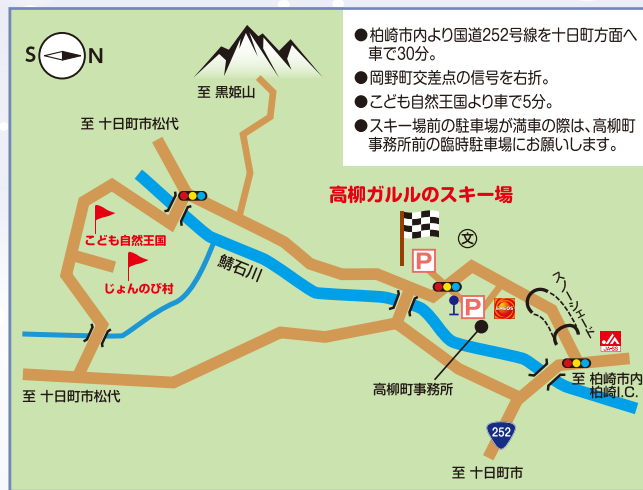 ●柏崎市内より国道252号線を十日町方面へ
車で30分。
●岡野町交差点の信号を右折。
●こども自然王国より車で5分。
●スキー場前の駐車場が満車の際は、高柳町
事務所前の臨時駐車場にお願いします。
S
N
至 黒姫山
至 十日町市松代
高柳ガルルのスキー場
文
こども自然王国
じょんのび村
鯖石川
P
P
ENEOS
スノーシェード
JA-SS
高柳町事務所
至 柏崎市内
柏崎I.C.
至 十日町市松代
252
至 十日町市